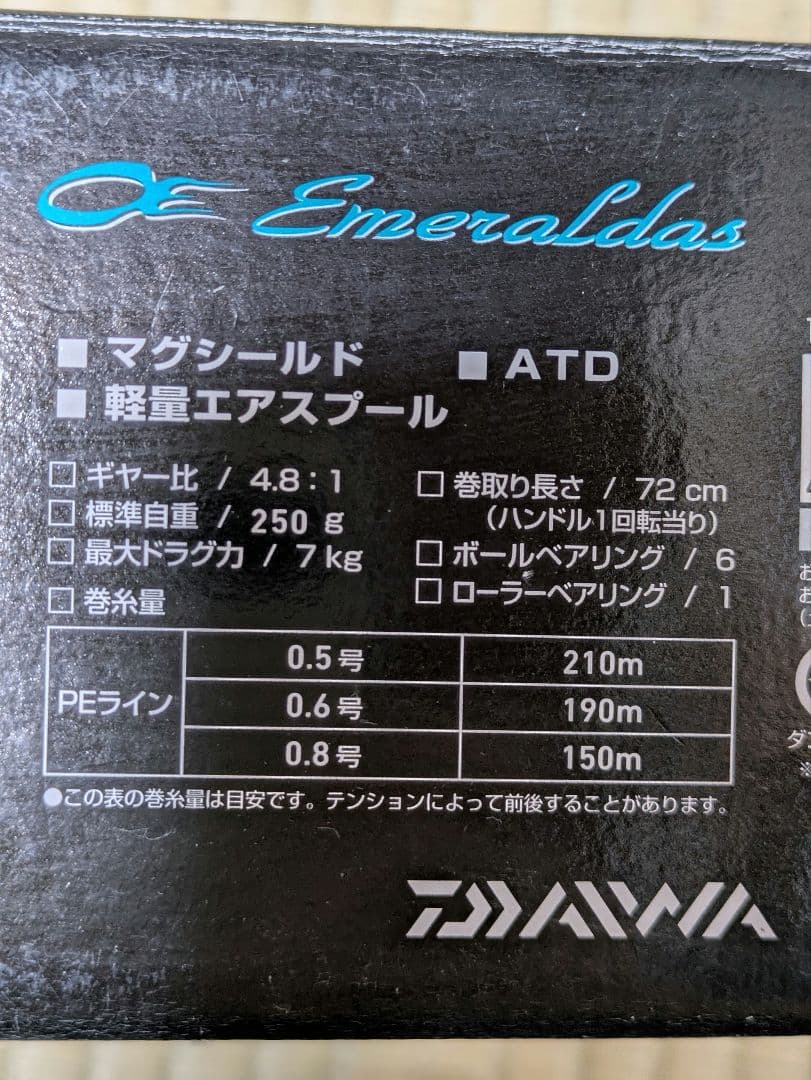 Emeraldas
■ マグシールド ■ ATD
■ 軽量エアスプール
□ ギヤー比 / 4.8:1
□ 標準自重 / 250 g
□ 最大ドラグ力 / 7 kg
□ 巻取り長さ / 72 cm
(ハンドル1回転当り)
□ ボールベアリング / 6
□ ローラーベアリング / 1
□ 巻糸量
PEライン
0.5号 210m
0.6号 190m
0.8号 150m
●この表の巻糸量は目安です。テンションによって前後することがあります。
DAIWA